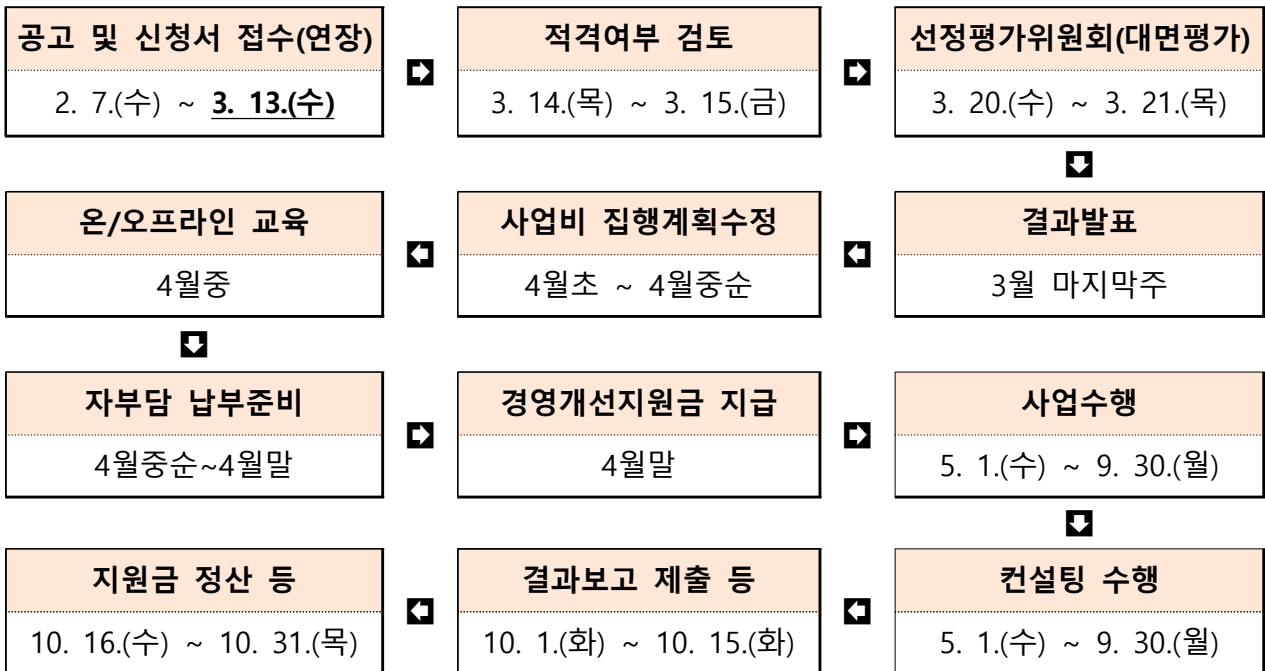 공고 및 신청서 접수(연장)
2. 7.(수) ~ 3. 13.(수)
적격여부 검토
3. 14.(목) ~ 3. 15.(금)
선정평가위원회(대면평가)
3. 20.(수) ~ 3. 21.(목)
온/오프라인 교육
4월중
사업비 집행계획수정
4월초 ~ 4월중순
결과발표
3월 마지막주
자부담 납부준비
4월중순~4월말
경영개선지원금 지급
4월말
사업수행
5. 1.(수) ~ 9. 30.(월)
지원금 정산 등
10. 16.(수) ~ 10. 31.(목)
결과보고 제출 등
10. 1.(화) ~ 10. 15.(화)
컨설팅 수행
5. 1.(수) ~ 9. 30.(월)